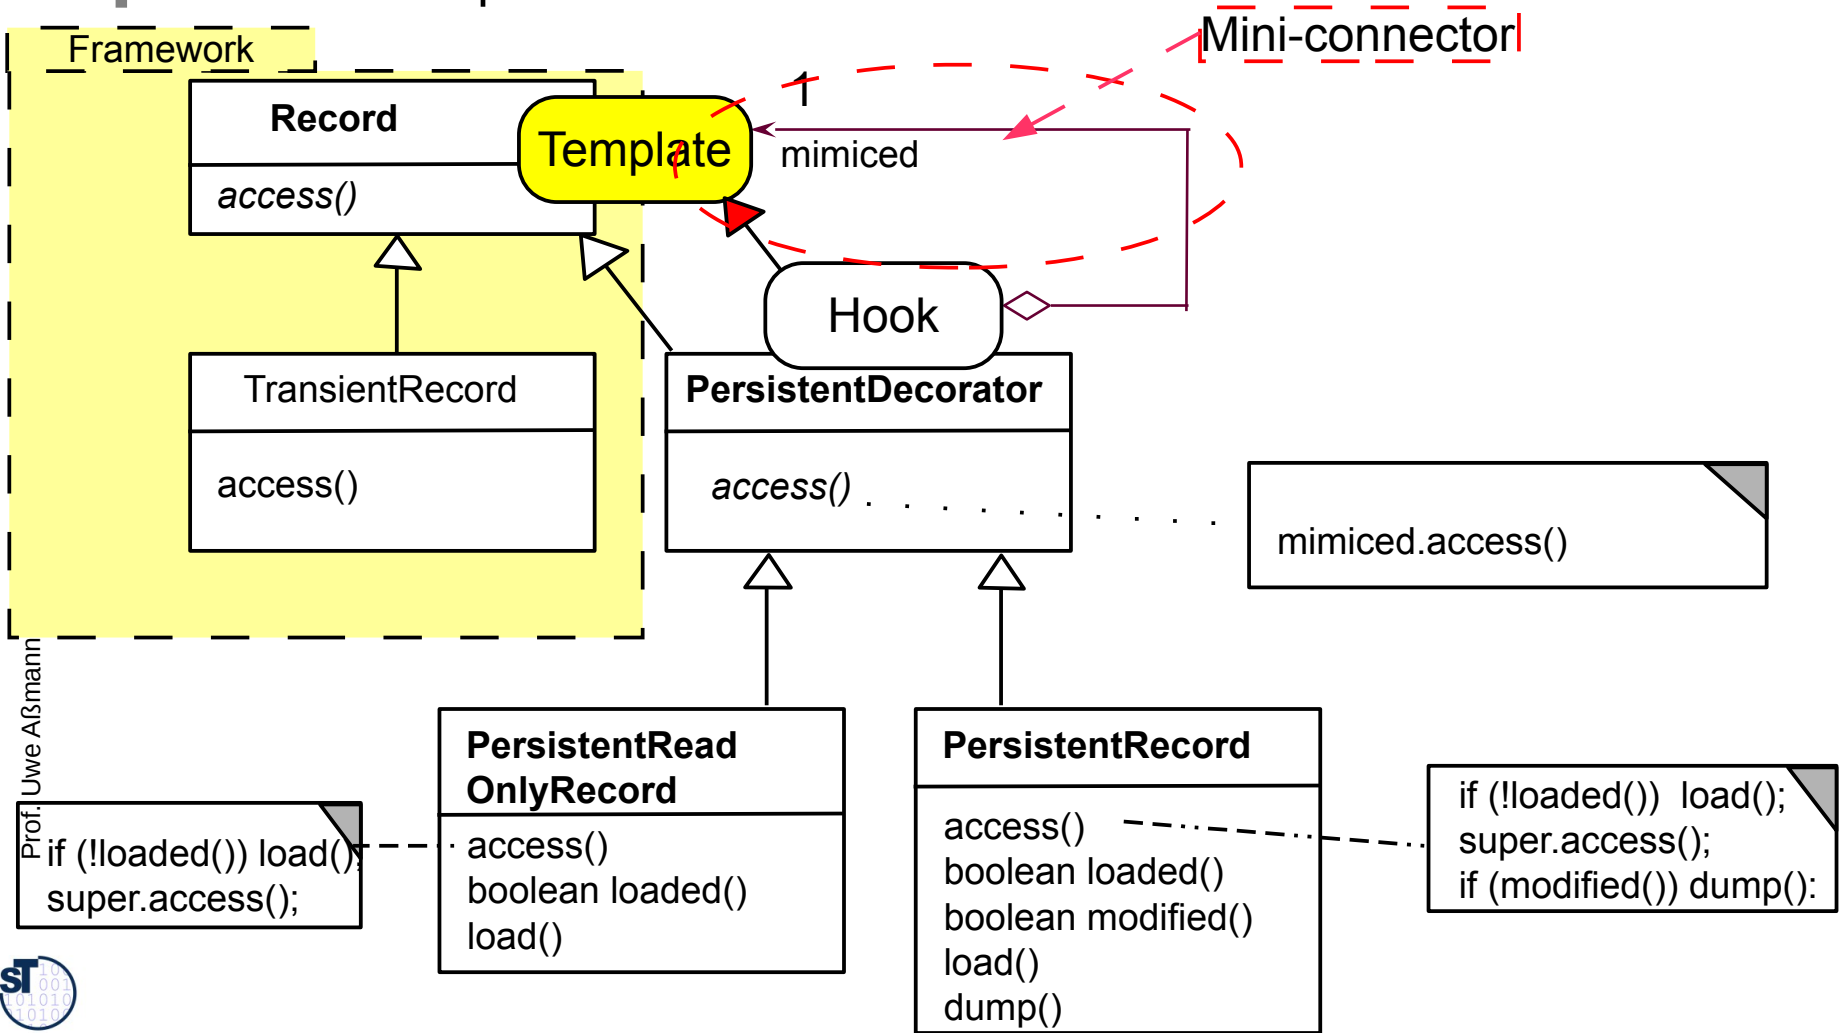 Mini-connector
Framework
Record
access()
Template
1
mimiced
Hook
TransientRecord
access()
PersistentDecorator
access()
mimiced.access()
Prof. Uwe Aßmann
PersistentRead
OnlyRecord
access()
boolean loaded()
load()
if (!loaded()) load();
super.access();
PersistentRecord
access()
boolean loaded()
boolean modified()
load()
dump()
if (!loaded())  load();
super.access();
if (modified()) dump():
ST